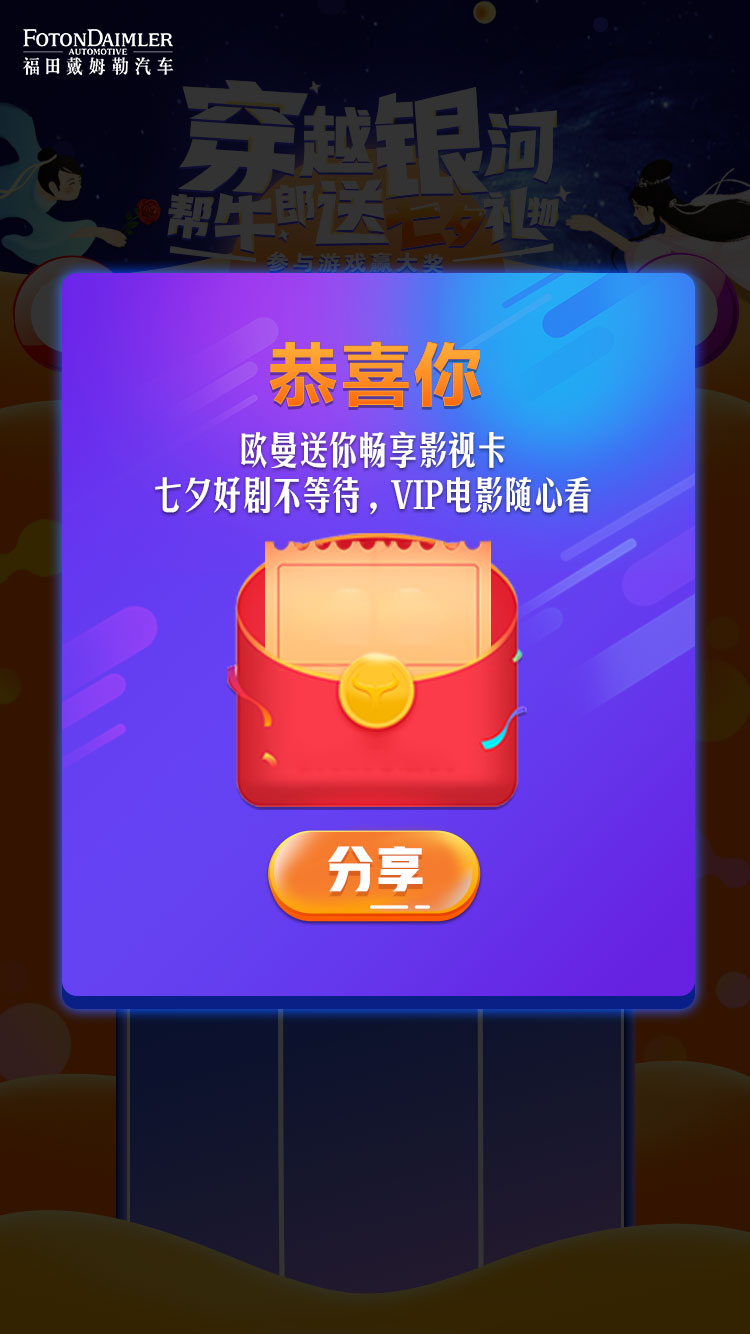 FOTONDAIMLER
AUTOMOTIVE
福田戴姆勒汽车
穿越银河
帮牛郎送七夕礼物
参与游戏赢大奖
恭喜你
欧曼送你畅享影视卡
七夕好剧不等待，VIP电影随心看
分享